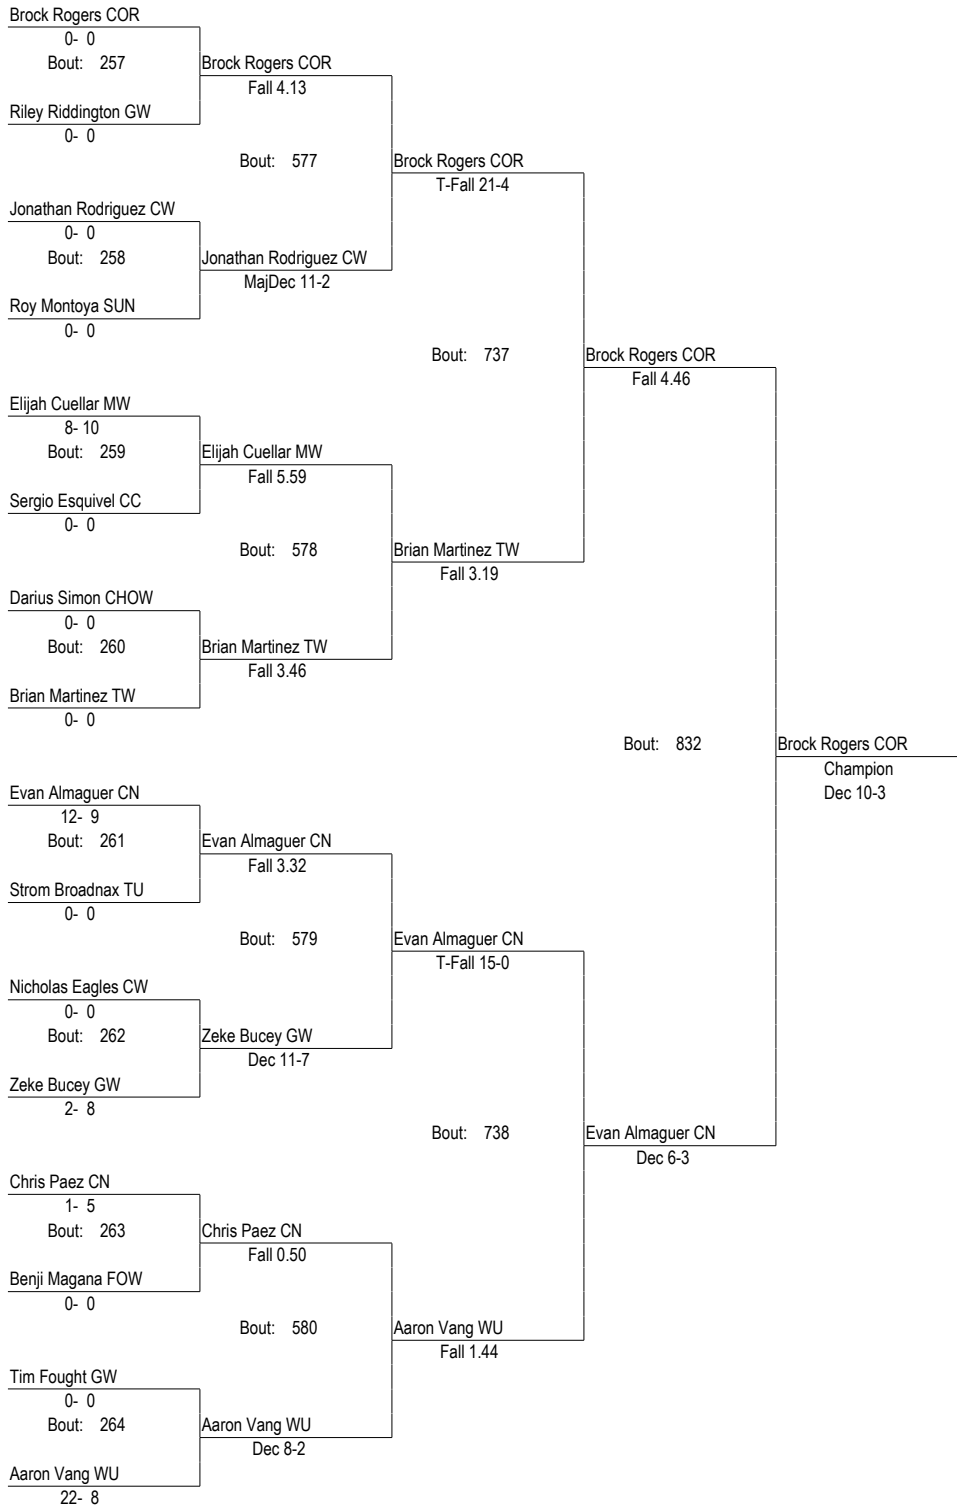 Brock Rogers COR
0- 0
Bout: 257
Brock Rogers COR
Fall 4.13
Riley Riddington GW
0- 0
Bout: 577
Brock Rogers COR
T-Fall 21-4
Jonathan Rodriguez CW
0- 0
Bout: 258
Jonathan Rodriguez CW
MajDec 11-2
Roy Montoya SUN
0- 0
Bout: 737
Brock Rogers COR
Fall 4.46
Elijah Cuellar MW
8- 10
Bout: 259
Elijah Cuellar MW
Fall 5.59
Sergio Esquivel CC
0- 0
Bout: 578
Brian Martinez TW
Fall 3.19
Darius Simon CHOW
0- 0
Bout: 260
Brian Martinez TW
Fall 3.46
Brian Martinez TW
0- 0
Bout: 832
Brock Rogers COR
Champion
Dec 10-3
Evan Almaguer CN
12- 9
Bout: 261
Evan Almaguer CN
Fall 3.32
Strom Broadnax TU
0- 0
Bout: 579
Evan Almaguer CN
T-Fall 15-0
Nicholas Eagles CW
0- 0
Bout: 262
Zeke Bucey GW
Dec 11-7
Zeke Bucey GW
2- 8
Bout: 738
Evan Almaguer CN
Dec 6-3
Chris Paez CN
1- 5
Bout: 263
Chris Paez CN
Fall 0.50
Benji Magana FOW
0- 0
Bout: 580
Aaron Vang WU
Fall 1.44
Tim Fought GW
0- 0
Bout: 264
Aaron Vang WU
Dec 8-2
Aaron Vang WU
22- 8